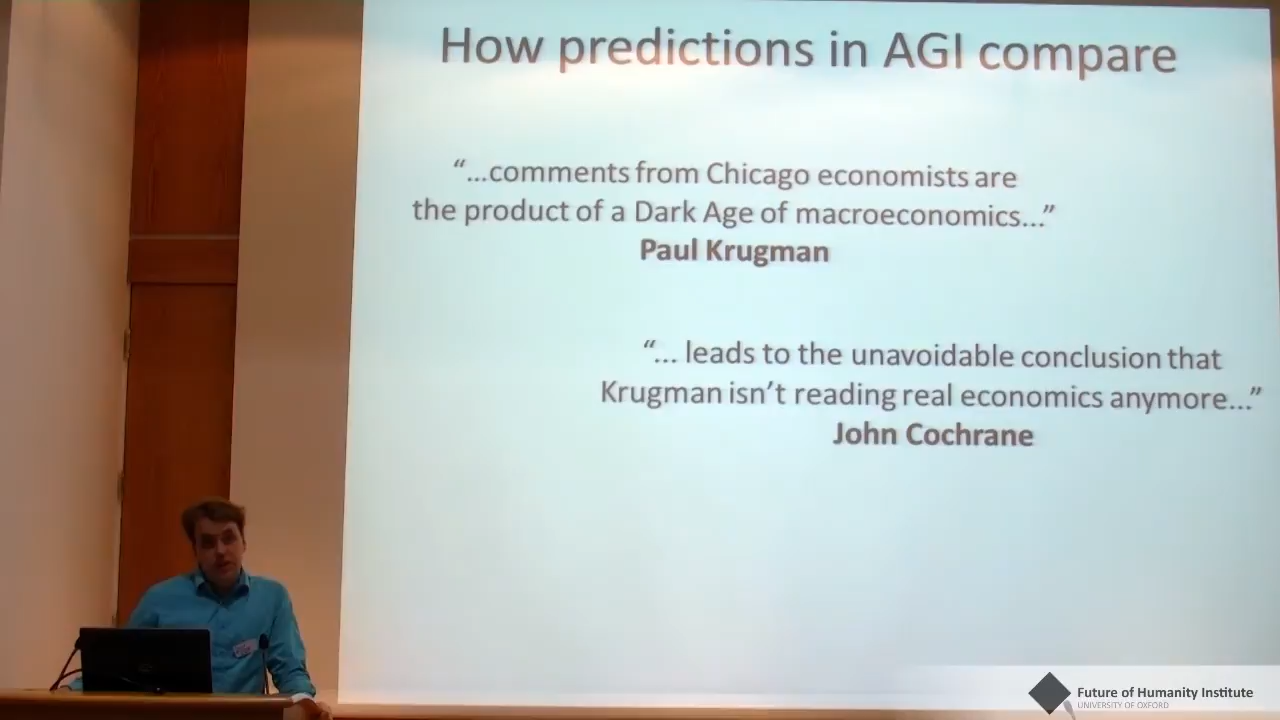 How predictions in AGI compare
“...comments from Chicago economists are
the product of a Dark Age of macroeconomics...”
Paul Krugman
“... leads to the unavoidable conclusion that
Krugman isn’t reading real economics anymore...”
John Cochrane
Future of Humanity Institute
UNIVERSITY OF OXFORD